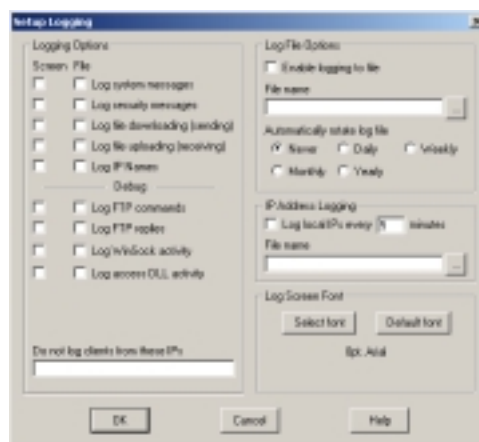 Setup Logging
Logging Options
Screen File
Log system messages
Log security messages
Log file downloading (sending)
Log file uploading (receiving)
Log IP Names
Debug
Log FTP commands
Log FTP replies
Log WinSock activity
Log access DLL activity
Do not log clients from these IPs
Log File Options
Enable logging to file
File name
...
Automatically rotate log file
Never Daily Weekly
Monthly Yearly
IP Address Logging
Log local IPs every minutes
File name
...
Log Screen Font
Select font Default font
8pt. Arial
OK Cancel Help